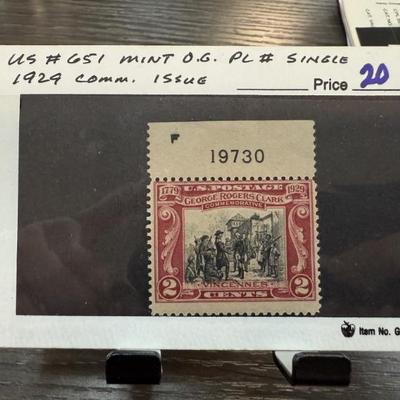 US # 651 MINT O.G. PL # SINGLE
1929 COMM. ISSUE Price 20
F
19730
1779 U.S. POSTAGE 1929
GEORGE ROGERS CLARK
COMMEMORATIVE
VINCENNES
2 CENTS 2
Item No. G